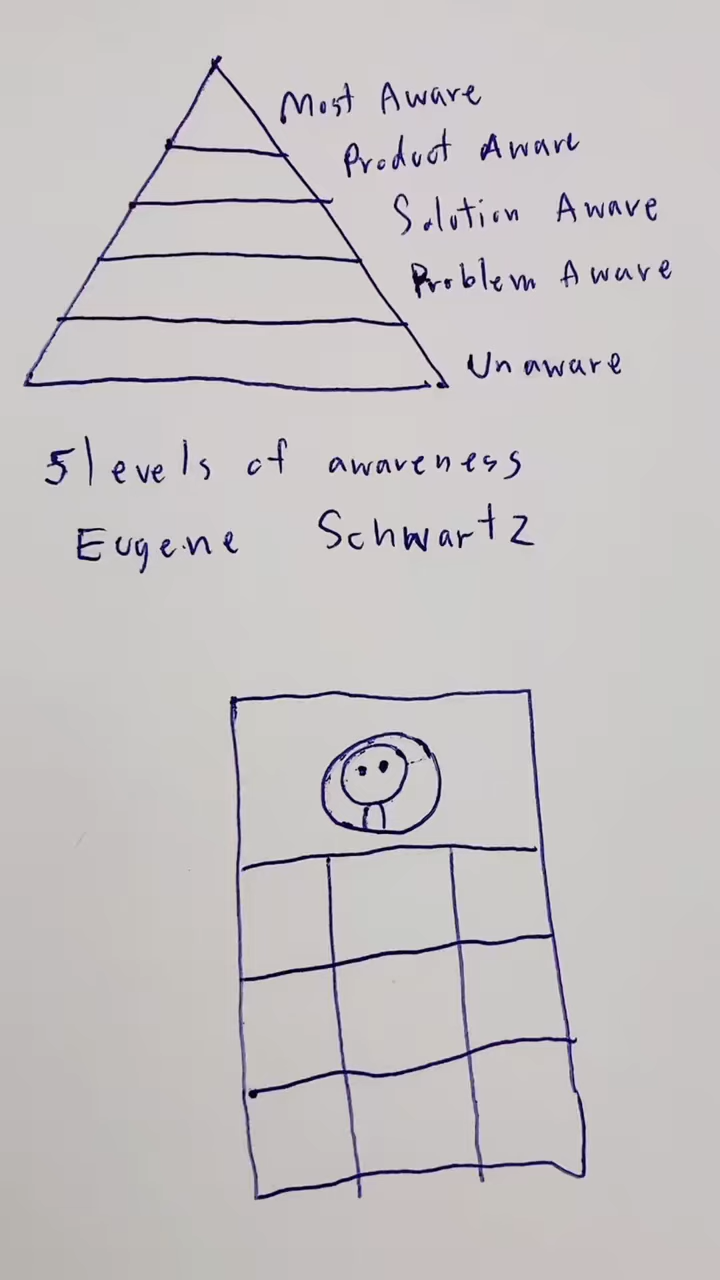 Most Aware
Product Aware
Solution Aware
Problem Aware
Unaware
5 levels of awareness
Eugene Schwartz